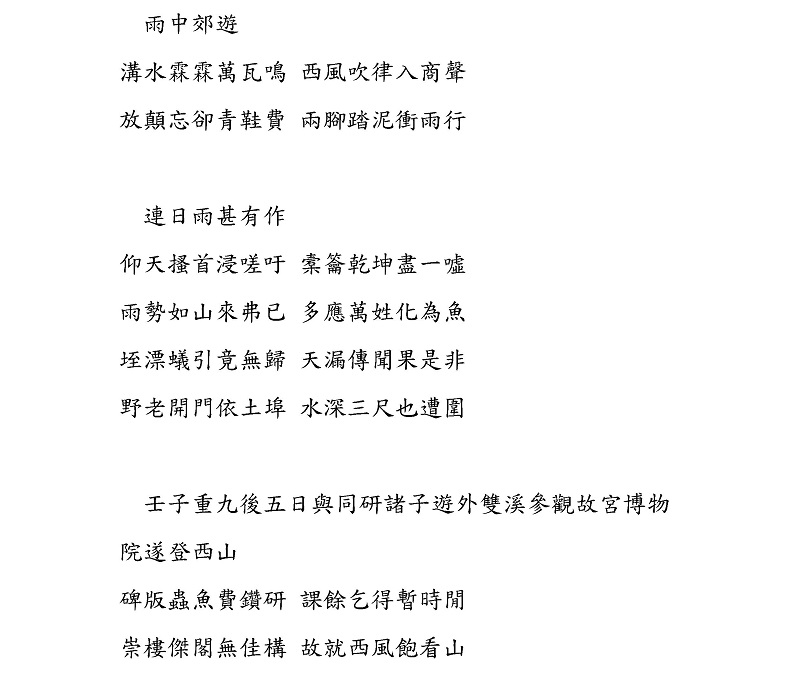 雨中郊遊
溝水霖霖萬瓦鳴 西風吹律入商聲
放顛忘卻青鞋費 兩腳踏泥衝雨行
連日雨甚有作
仰天搔首浸嗟吁 橐籥乾坤盡一噓
雨勢如山來弗已 多應萬姓化為魚
垤漂蟻引竟無歸 天漏傳聞果是非
野老開門依土埠 水深三尺也遭圍
壬子重九後五日與同研諸子遊外雙溪參觀故宮博物
院遂登西山
碑版蟲魚費鑽研 課餘乞得暫時閒
崇樓傑閣無佳構 故就西風飽看山